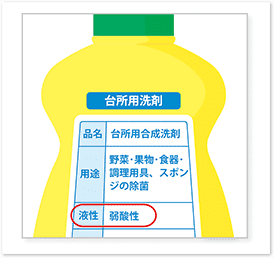 台所用洗剤
品名 台所用合成洗剤
用途 野菜・果物・食器・
調理用具、スポン
ジの除菌
液性 弱酸性